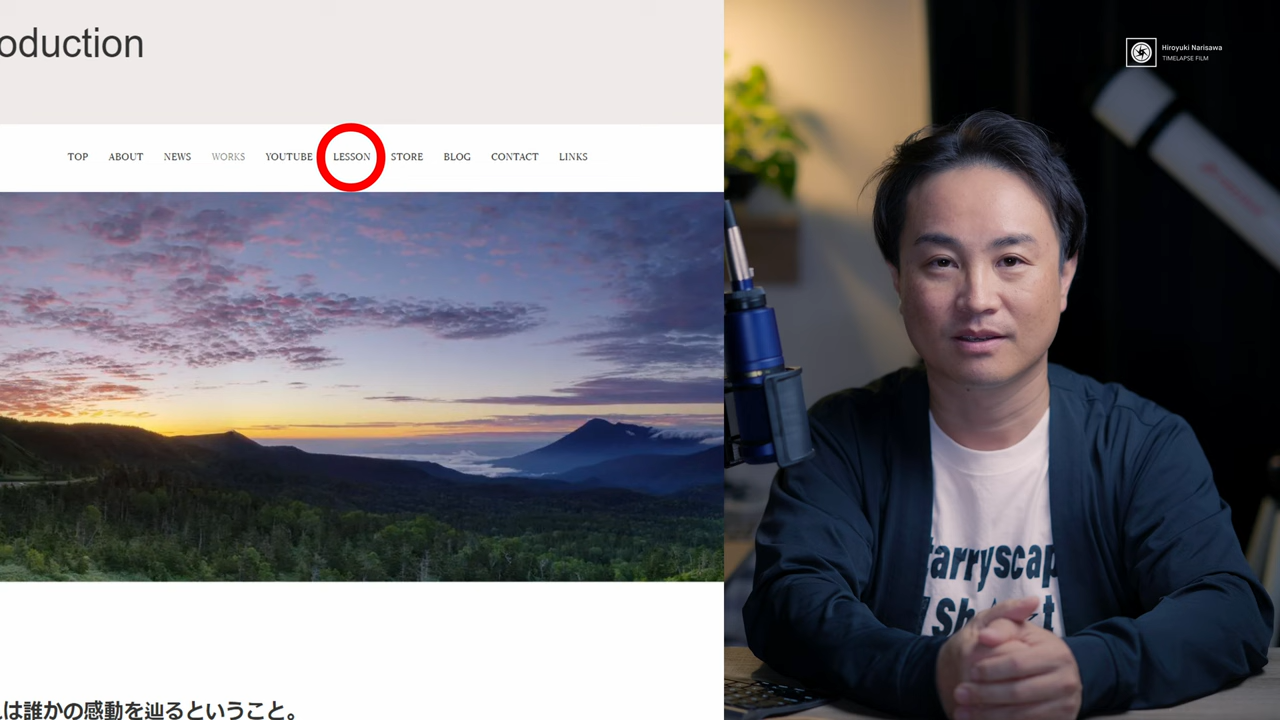 oduction
TOP ABOUT NEWS WORKS YOUTUBE LESSON STORE BLOG CONTACT LINKS
は誰かの感動を辿るということ。
Hiroyuki Narisawa
TIMELAPSE FILM
tarryscap